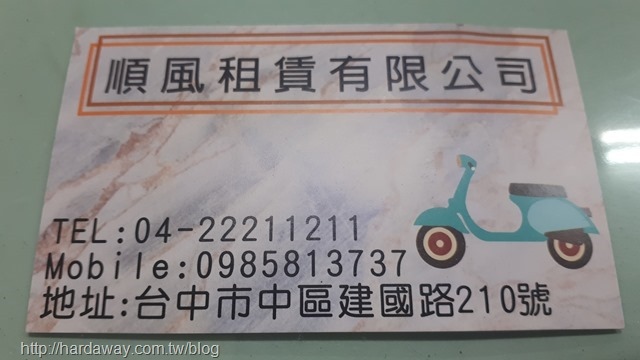 順風租賃有限公司
TEL:04-22211211
Mobile:0985813737
地址:台中市中區建國路210號
http://hardaway.com.tw/blog